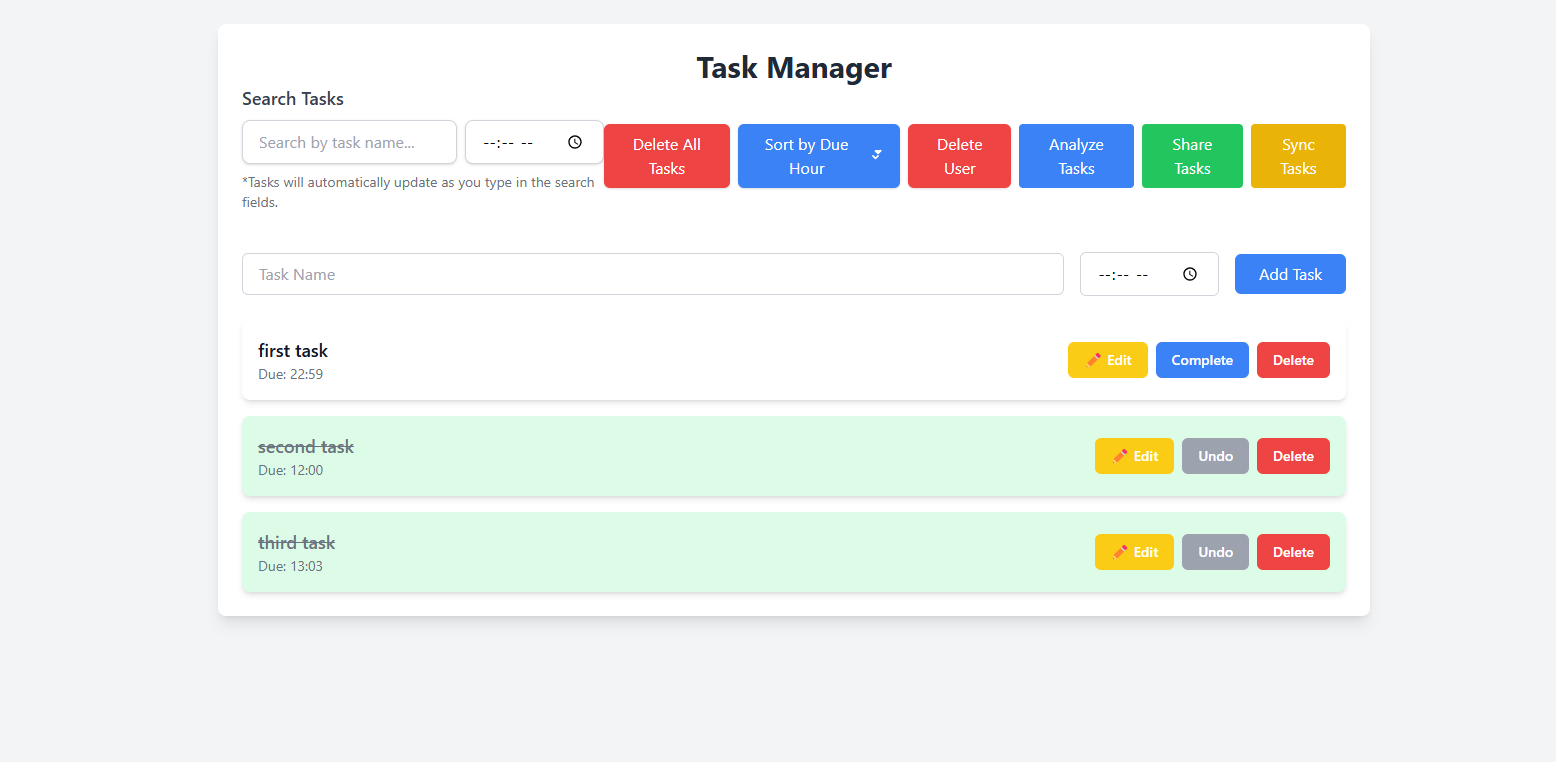 Task Manager
Search Tasks
Search by task name...
--:-- --
Delete All
Tasks
Sort by Due
Hour
Delete
User
Analyze
Tasks
Share
Tasks
Sync
Tasks
*Tasks will automatically update as you type in the search
fields.
Task Name
--:-- --
Add Task
first task
Due: 22:59
Edit
Complete
Delete
second task
Due: 12:00
Edit
Undo
Delete
third task
Due: 13:03
Edit
Undo
Delete